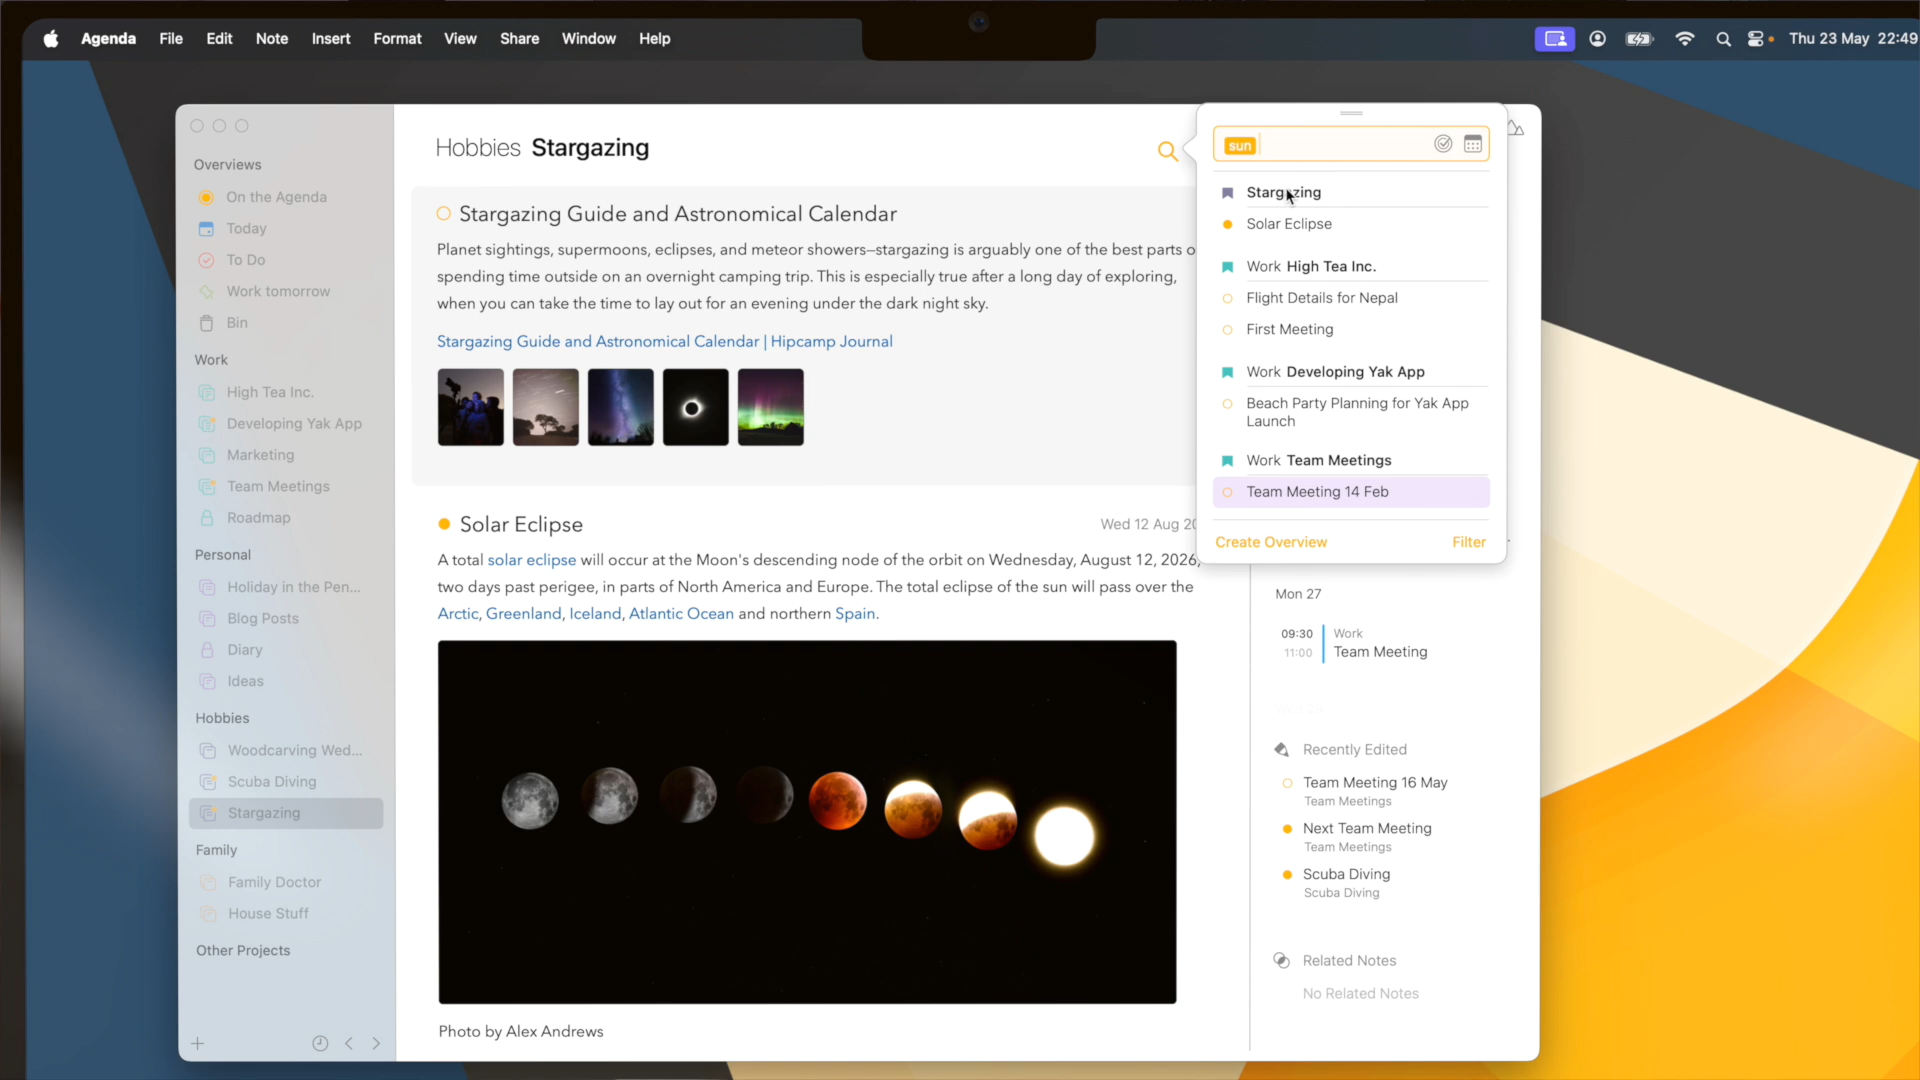 Agenda File Edit Note Insert Format View Share Window Help
Thu 23 May 22:49
Overviews
On the Agenda
Today
To Do
Work tomorrow
Bin
Work
High Tea Inc.
Developing Yak App
Marketing
Team Meetings
Roadmap
Personal
Holiday in the Pen...
Blog Posts
Diary
Ideas
Hobbies
Woodcarving Wed...
Scuba Diving
Stargazing
Family
Family Doctor
House Stuff
Other Projects
Hobbies Stargazing
Stargazing Guide and Astronomical Calendar
Planet sightings, supermoons, eclipses, and meteor showers—stargazing is arguably one of the best parts o
spending time outside on an overnight camping trip. This is especially true after a long day of exploring,
when you can take the time to lay out for an evening under the dark night sky.
Stargazing Guide and Astronomical Calendar | Hipcamp Journal
Solar Eclipse
Wed 12 Aug 20
A total solar eclipse will occur at the Moon's descending node of the orbit on Wednesday, August 12, 2026,
two days past perigee, in parts of North America and Europe. The total eclipse of the sun will pass over the
Arctic, Greenland, Iceland, Atlantic Ocean and northern Spain.
Photo by Alex Andrews
sun
Stargazing
Solar Eclipse
Work High Tea Inc.
Flight Details for Nepal
First Meeting
Work Developing Yak App
Beach Party Planning for Yak App
Launch
Work Team Meetings
Team Meeting 14 Feb
Create Overview
Filter
Mon 27
09:30 Work
11:00 Team Meeting
Recently Edited
Team Meeting 16 May
Team Meetings
Next Team Meeting
Team Meetings
Scuba Diving
Scuba Diving
Related Notes
No Related Notes